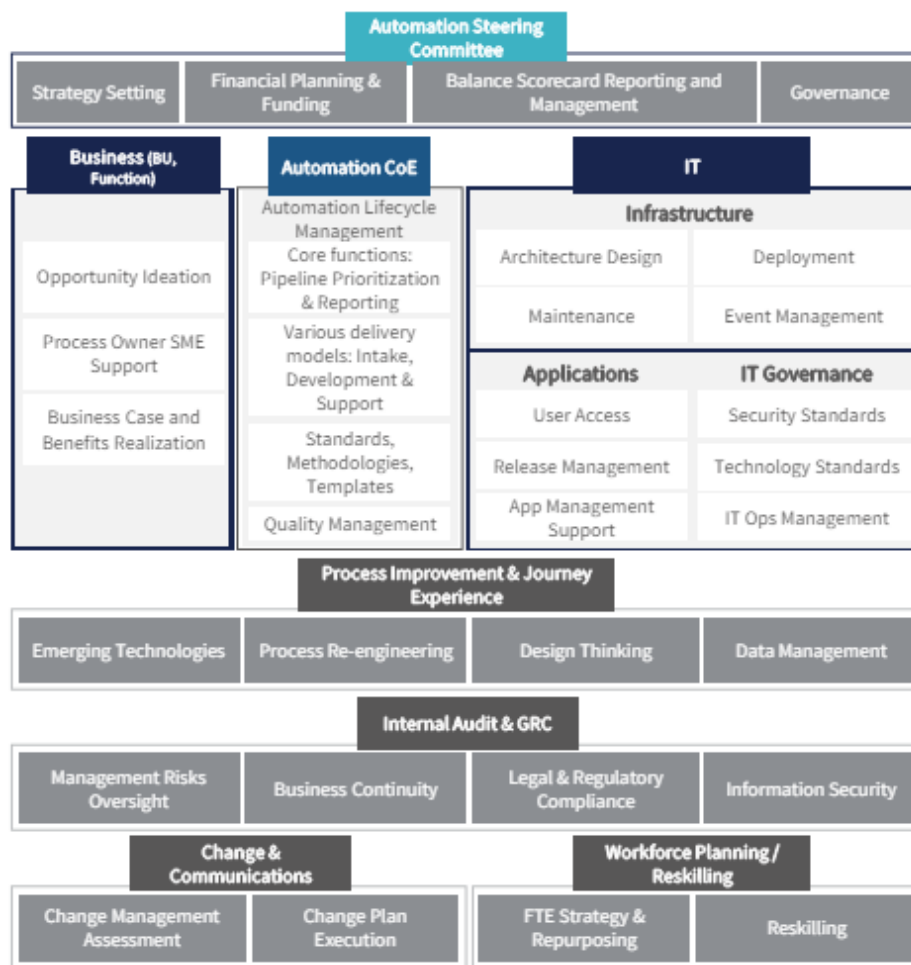 Automation Steering
Committee
Strategy Setting
Financial Planning &
Funding
Balance Scorecard Reporting and
Management
Governance
Business (BU,
Function)
Opportunity Ideation
Process Owner SME
Support
Business Case and
Benefits Realization
Automation CoE
Automation Lifecycle
Management
Core functions:
Pipeline Prioritization
& Reporting
Various delivery
models: Intake,
Development &
Support
Standards,
Methodologies,
Templates
Quality Management
IT
Infrastructure
Architecture Design
Deployment
Maintenance
Event Management
Applications
User Access
Release Management
App Management
Support
IT Governance
Security Standards
Technology Standards
IT Ops Management
Process Improvement & Journey
Experience
Emerging Technologies
Process Re-engineering
Design Thinking
Data Management
Internal Audit & GRC
Management Risks
Oversight
Business Continuity
Legal & Regulatory
Compliance
Information Security
Change &
Communications
Change Management
Assessment
Change Plan
Execution
Workforce Planning /
Reskilling
FTE Strategy &
Repurposing
Reskilling